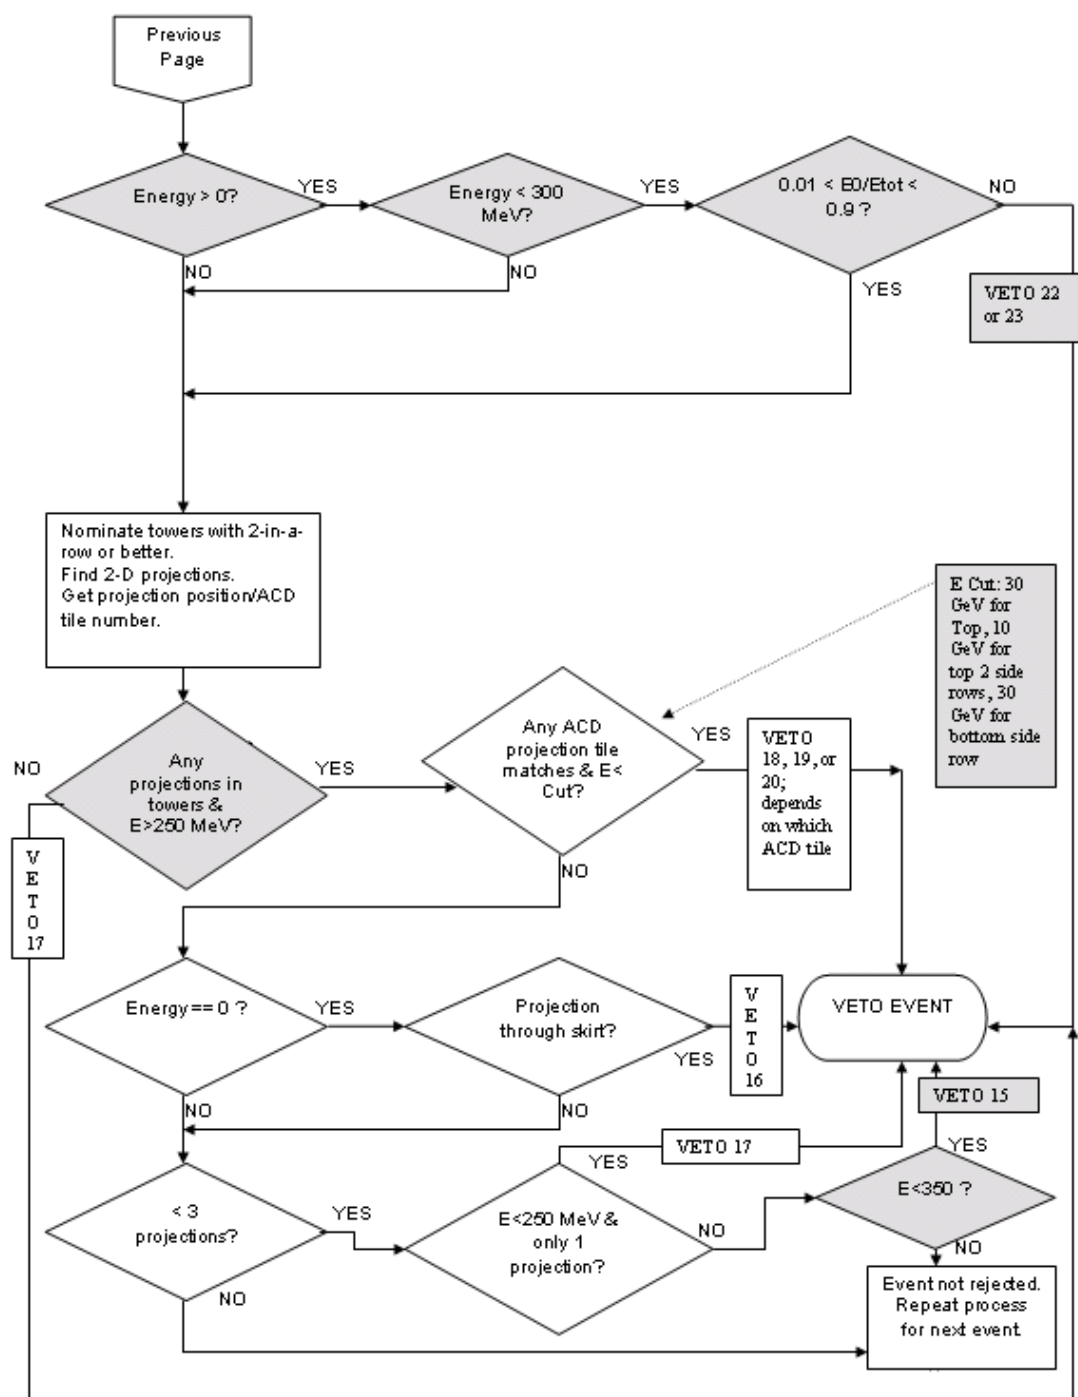 Previous
Page
Energy > 0?
YES
Energy < 300
MeV?
YES
0.01 < E0/Etot <
0.9 ?
NO
NO
NO
YES
VETO 22
or 23
Nominate towers with 2-in-a-
row or better.
Find 2-D projections.
Get projection position/ACD
tile number.
E Cut: 30
GeV for
Top, 10
GeV for
top 2 side
rows, 30
GeV for
bottom side
row
NO
Any
projections in
towers &
E>250 MeV?
YES
Any ACD
projection tile
matches & E<
Cut?
YES
VETO
18, 19, or
20;
depends
on which
ACD tile
V
E
T
O
17
NO
Energy == 0 ?
YES
Projection
through skirt?
YES
V
E
T
O
16
VETO EVENT
NO
NO
VETO 15
VETO 17
YES
YES
< 3
projections?
YES
E<250 MeV &
only 1
projection?
NO
E<350 ?
NO
NO
Event not rejected.
Repeat process
for next event.